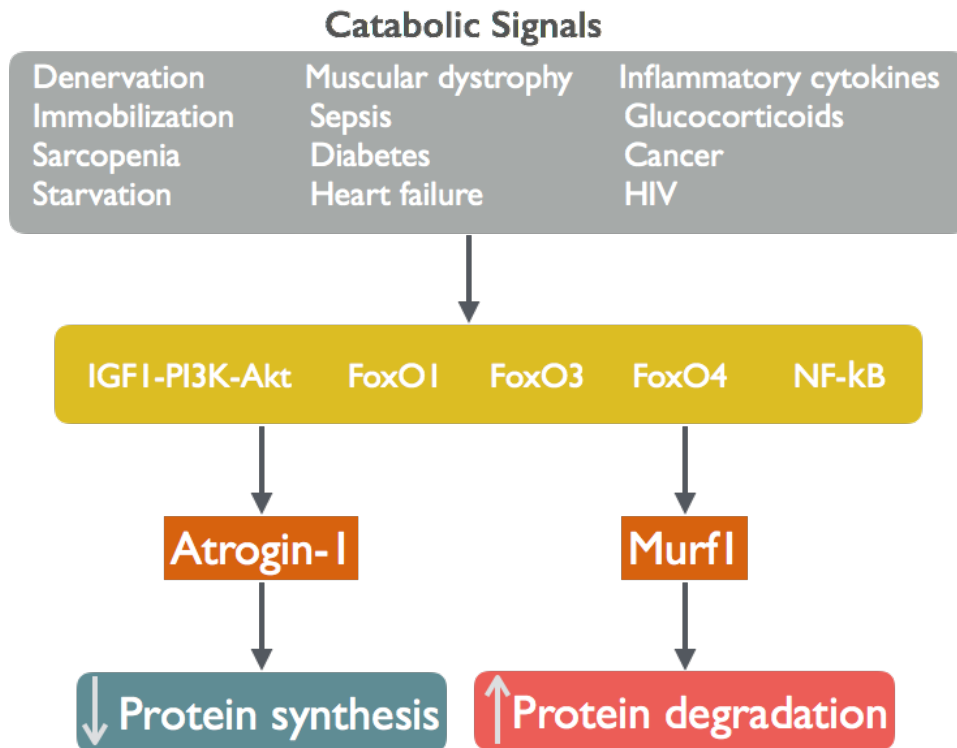 Catabolic Signals
Denervation Muscular dystrophy Inflammatory cytokines
Immobilization Sepsis Glucocorticoids
Sarcopenia Diabetes Cancer
Starvation Heart failure HIV
IGF1-PI3K-Akt FoxO1 FoxO3 FoxO4 NF-kB
Atrogin-1 Murf1
↓ Protein synthesis ↑ Protein degradation